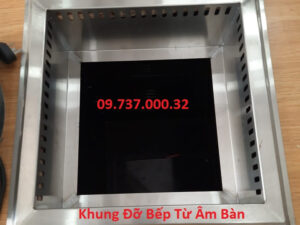 09.737.000.32
Khung Đỡ Bếp Từ Âm Bàn